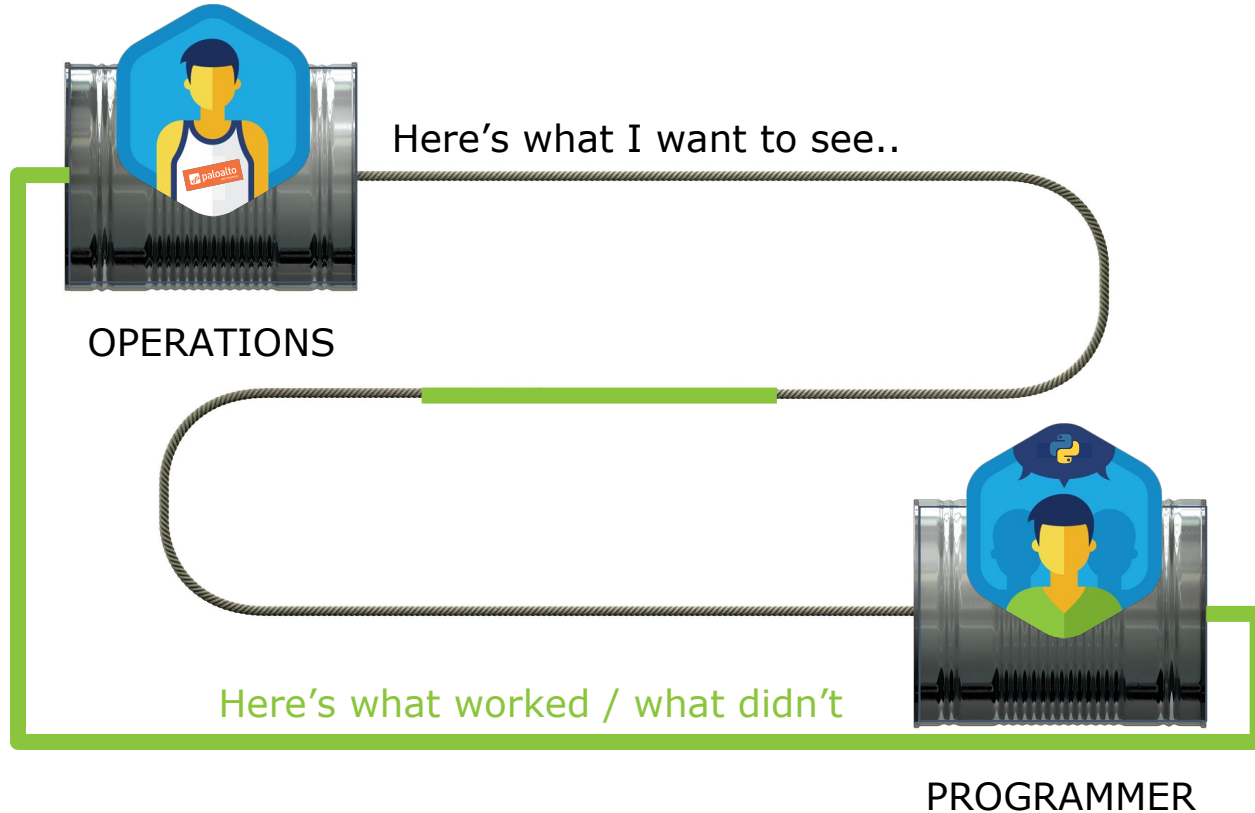 paloalto
Here’s what I want to see..
OPERATIONS
Here’s what worked / what didn’t
PROGRAMMER